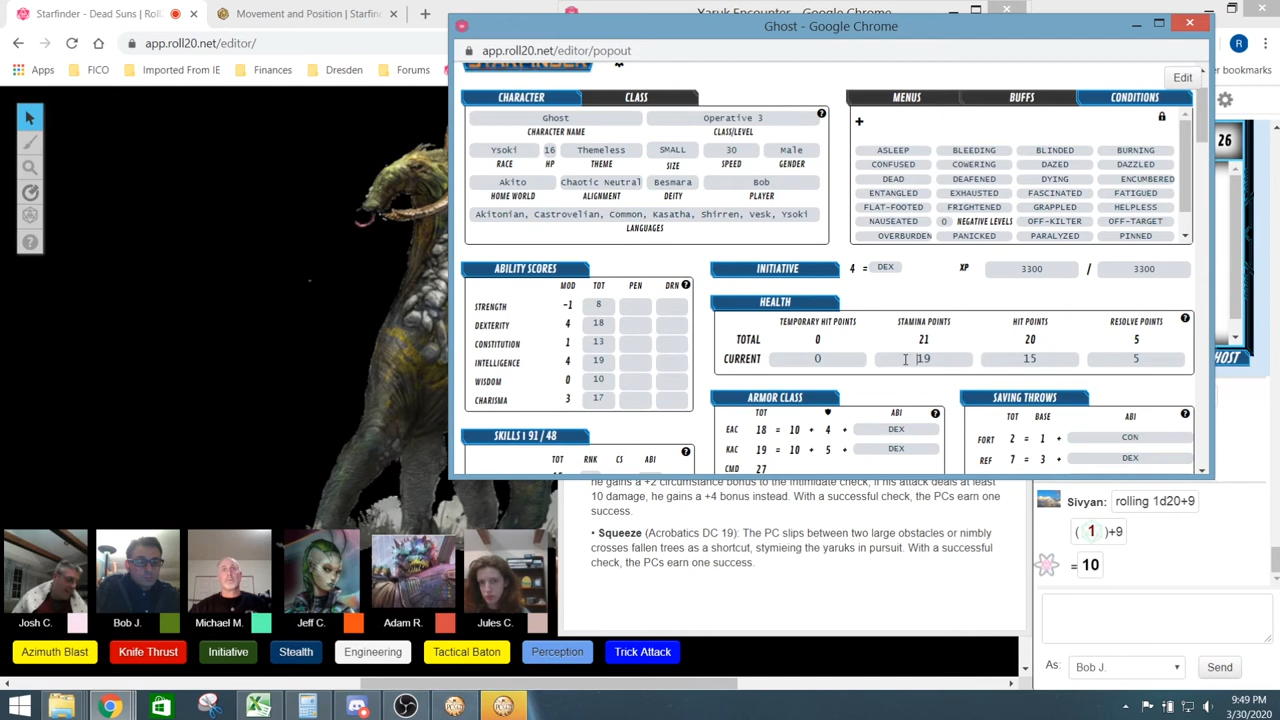 Starfinder - Dead Suns | Roll
Movement and Position | Starfin
Yaruk Encounter
Chrome
Ghost - Google Chrome
app.roll20.net/editor/
app.roll20.net/editor/popout
R
Apps FICO Imported From IE Finances Dresden Forums
er bookmarks
STARFINDER
Edit
CHARACTER CLASS
MENUS BUFFS CONDITIONS
Ghost Operative 3
CHARACTER NAME CLASS/LEVEL
Ysoki 16 Themeless SMALL 30 Male
RACE HP THEME SIZE SPEED GENDER
Akito Chaotic Neutral Besmara Bob
HOME WORLD ALIGNMENT DEITY PLAYER
Akitonian, Castrovelian, Common, Kasatha, Shirren, Vesk, Ysoki
LANGUAGES
ASLEEP BLEEDING BLINDED BURNING
CONFUSED COWERING DAZED DAZZLED
DEAD DEAFENED DYING ENCUMBERED
ENTANGLED EXHAUSTED FASCINATED FATIGUED
FLAT-FOOTED FRIGHTENED GRAPPLED HELPLESS
NAUSEATED 0 NEGATIVE LEVELS OFF-KILTER OFF-TARGET
OVERBURDEN PANICKED PARALYZED PINNED
26
ABILITY SCORES
MOD TOT PEN DRN
STRENGTH -1 8
DEXTERITY 4 18
CONSTITUTION 1 13
INTELLIGENCE 4 19
WISDOM 0 10
CHARISMA 3 17
SKILLS | 91 / 48
TOT RNK CS ABI
INITIATIVE 4 = DEX XP 3300 / 3300
HEALTH
TEMPORARY HIT POINTS STAMINA POINTS HIT POINTS RESOLVE POINTS
TOTAL 0 21 20 5
CURRENT 0 19 15 5
ARMOR CLASS
TOT ABI
EAC 18 = 10 + 4 + DEX
KAC 19 = 10 + 5 + DEX
CMD 27
SAVING THROWS
TOT BASE ABI
FORT 2 = 1 + CON
REF 7 = 3 + DEX
HOST
he gains a +2 circumstance bonus to the Intimidate check; if his attack deals at least
10 damage, he gains a +4 bonus instead. With a successful check, the PCs earn one
success.
• Squeeze (Acrobatics DC 19): The PC slips between two large obstacles or nimbly
crosses fallen trees as a shortcut, stymieing the yaruks in pursuit. With a successful
check, the PCs earn one success.
Sivyan: rolling 1d20+9
(1)+9
= 10
Josh C. Bob J. Michael M. Jeff C. Adam R. Jules C.
Azimuth Blast Knife Thrust Initiative Stealth Engineering Tactical Baton Perception Trick Attack
As: Bob J. Send
9:49 PM
3/30/2020